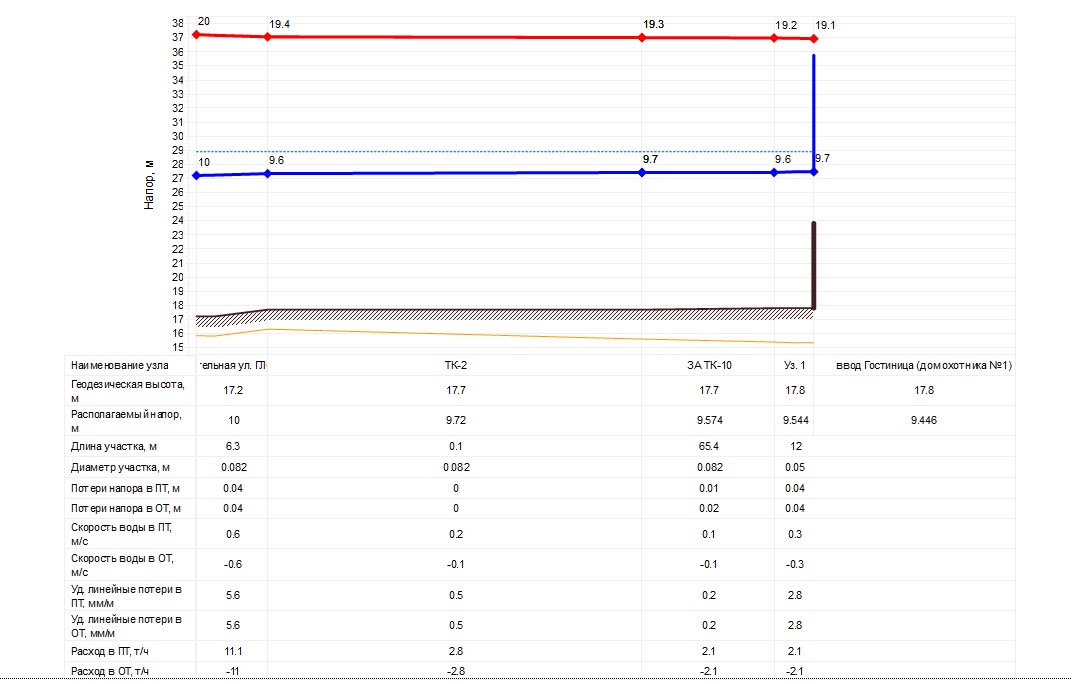 20 19.4 19.3 19.2 19.1
38
37
36
35
34
33
32
31
30
29
28
27
26
25
24
23
22
21
20
19
18
17
16
15
Напор, м
10 9.6 9.7 9.6 9.7
Наименование узла тельная ул. ГЛ ТК-2 ЗА ТК-10 Уз. 1 ввод Гостиница (дом охотника №1)
Геодезическая высота,
м 17.2 17.7 17.7 17.8 17.8
Располагаемый напор,
м 10 9.72 9.574 9.544 9.446
Длина участка, м 6.3 0.1 65.4 12
Диаметр участка, м 0.082 0.082 0.082 0.05
Потери напора в ПТ, м 0.04 0 0.01 0.04
Потери напора в ОТ, м 0.04 0 0.02 0.04
Скорость воды в ПТ,
м/с 0.6 0.2 0.1 0.3
Скорость воды в ОТ,
м/с -0.6 -0.1 -0.1 -0.3
Уд. линейные потери в
ПТ, мм/м 5.6 0.5 0.2 2.8
Уд. линейные потери в
ОТ, мм/м 5.6 0.5 0.2 2.8
Расход в ПТ, т/ч 11.1 2.8 2.1 2.1
Расход в ОТ, т/ч -11 -2.8 -2.1 -2.1